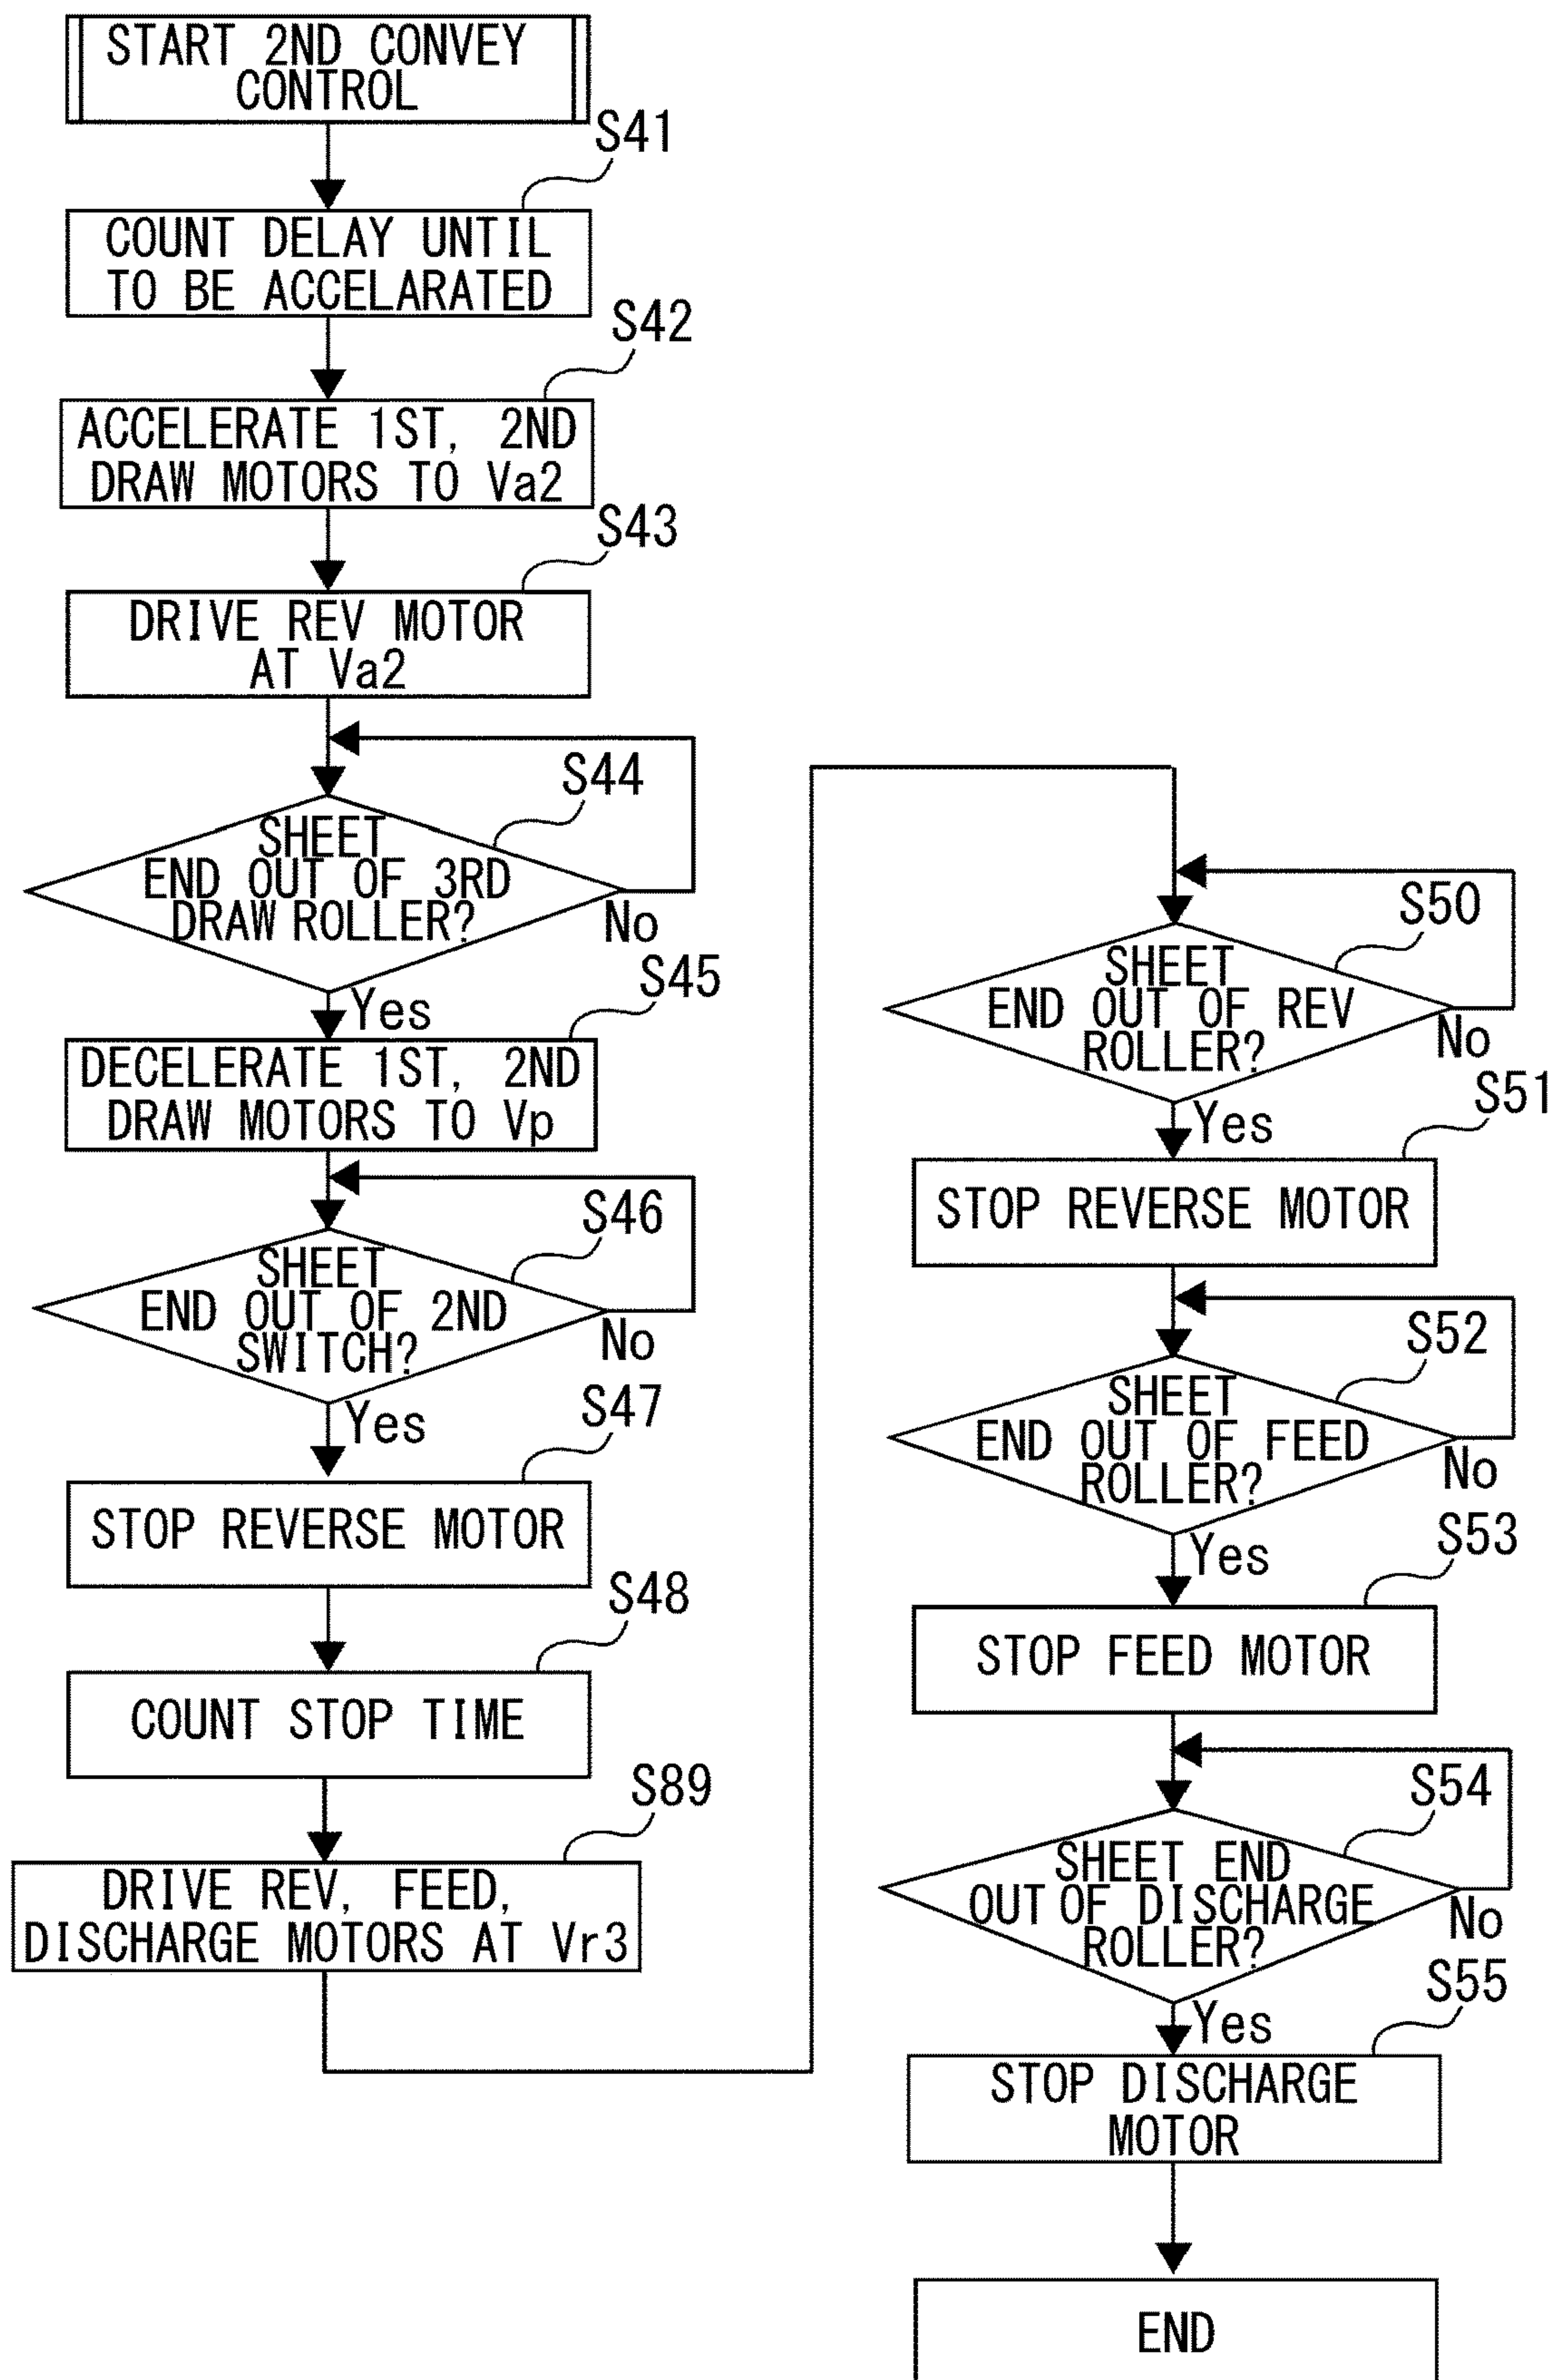 START 2ND CONVEY
CONTROL
S41
COUNT DELAY UNTIL
TO BE ACCELARATED
S42
ACCELERATE 1ST, 2ND
DRAW MOTORS TO Va2
S43
DRIVE REV MOTOR
AT Va2
S44
SHEET
END OUT OF 3RD
DRAW ROLLER?
No
Yes
S45
DECELERATE 1ST, 2ND
DRAW MOTORS TO Vp
S46
SHEET
END OUT OF 2ND
SWITCH?
No
Yes
S47
STOP REVERSE MOTOR
S48
COUNT STOP TIME
S89
DRIVE REV, FEED,
DISCHARGE MOTORS AT Vr3
S50
SHEET
END OUT OF REV
ROLLER?
No
Yes
S51
STOP REVERSE MOTOR
S52
SHEET
END OUT OF FEED
ROLLER?
No
Yes
S53
STOP FEED MOTOR
S54
SHEET END
OUT OF DISCHARGE
ROLLER?
No
Yes
S55
STOP DISCHARGE
MOTOR
END